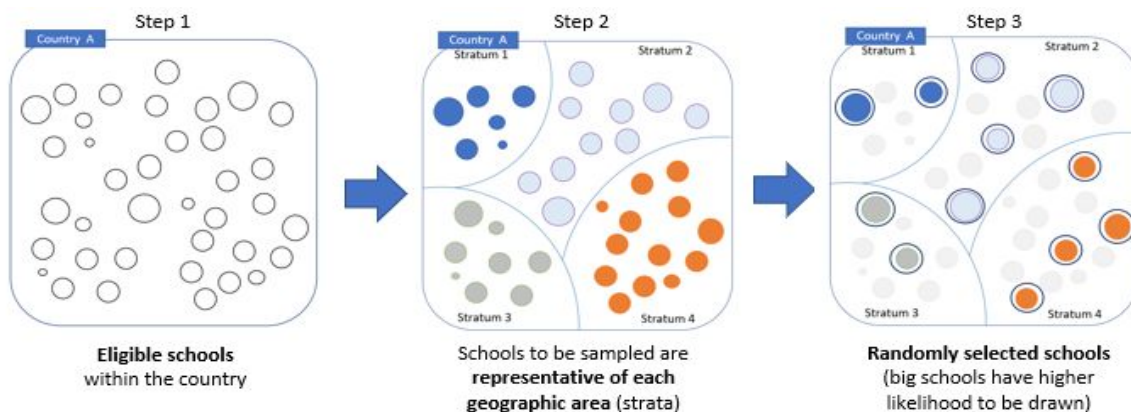 Step 1
Country A
Eligible schools
within the country
Step 2
Country A
Stratum 1
Stratum 2
Stratum 3
Stratum 4
Schools to be sampled are
representative of each
geographic area (strata)
Step 3
Country A
Stratum 1
Stratum 2
Stratum 3
Stratum 4
Randomly selected schools
(big schools have higher
likelihood to be drawn)